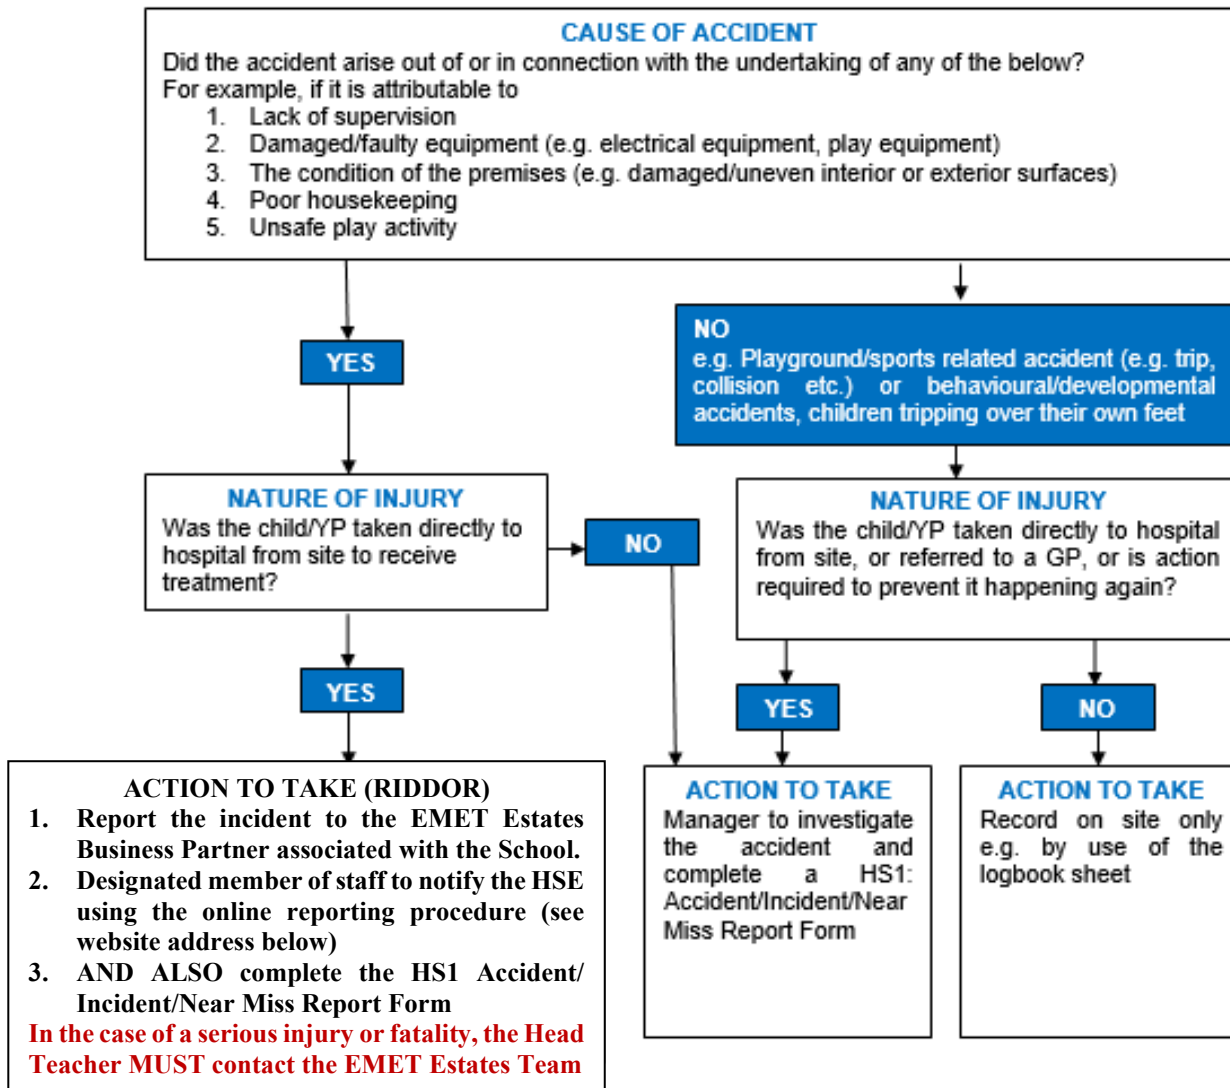 CAUSE OF ACCIDENT
Did the accident arise out of or in connection with the undertaking of any of the below?
For example, if it is attributable to
1. Lack of supervision
2. Damaged/faulty equipment (e.g. electrical equipment, play equipment)
3. The condition of the premises (e.g. damaged/uneven interior or exterior surfaces)
4. Poor housekeeping
5. Unsafe play activity
YES
NO
e.g. Playground/sports related accident (e.g. trip,
collision etc.) or behavioural/developmental
accidents, children tripping over their own feet
NATURE OF INJURY
Was the child/YP taken directly to
hospital from site to receive
treatment?
NO
NATURE OF INJURY
Was the child/YP taken directly to hospital
from site, or referred to a GP, or is action
required to prevent it happening again?
YES
YES
NO
ACTION TO TAKE (RIDDOR)
1. Report the incident to the EMET Estates
Business Partner associated with the School.
2. Designated member of staff to notify the HSE
using the online reporting procedure (see
website address below)
3. AND ALSO complete the HS1 Accident/
Incident/Near Miss Report Form
In the case of a serious injury or fatality, the Head
Teacher MUST contact the EMET Estates Team
ACTION TO TAKE
Manager to investigate
the accident and
complete a HS1:
Accident/Incident/Near
Miss Report Form
ACTION TO TAKE
Record on site only
e.g. by use of the
logbook sheet